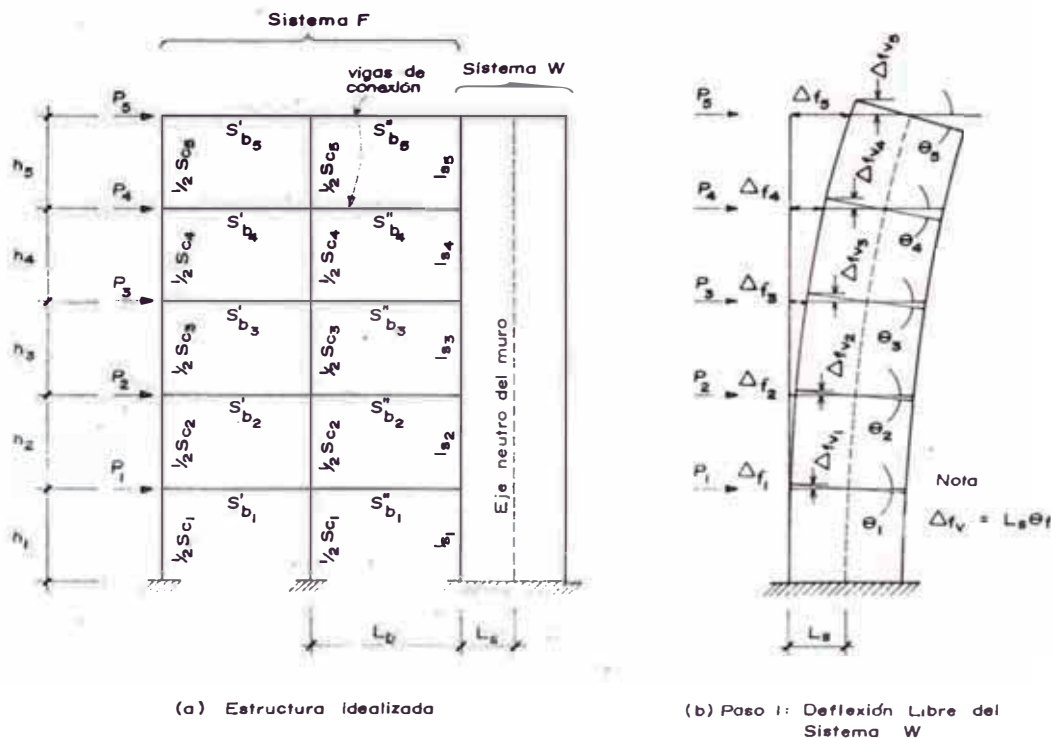 Sistema F
Sistema W
vigas de
conexión
P5
S'b5
S''b5
h5
½ Sc5
½ Sc5
Is5
P4
S'b4
S''b4
h4
½ Sc4
½ Sc4
Is4
P3
S'b3
S''b3
h3
½ Sc3
½ Sc3
Is3
P2
S'b2
S''b2
h2
½ Sc2
½ Sc2
Is2
P1
S'b1
S''b1
h1
½ Sc1
½ Sc1
Is1
Eje neutro del muro
Lb
Ls
(a) Estructura idealizada
P5
Δf5
Δfv5
θ5
P4
Δf4
Δfv4
θ4
P3
Δf3
Δfv3
θ3
P2
Δf2
Δfv2
θ2
P1
Δf1
Δfv1
θ1
Nota
Δfv = Ls θf
Ls
(b) Paso 1: Deflexión Libre del
Sistema W